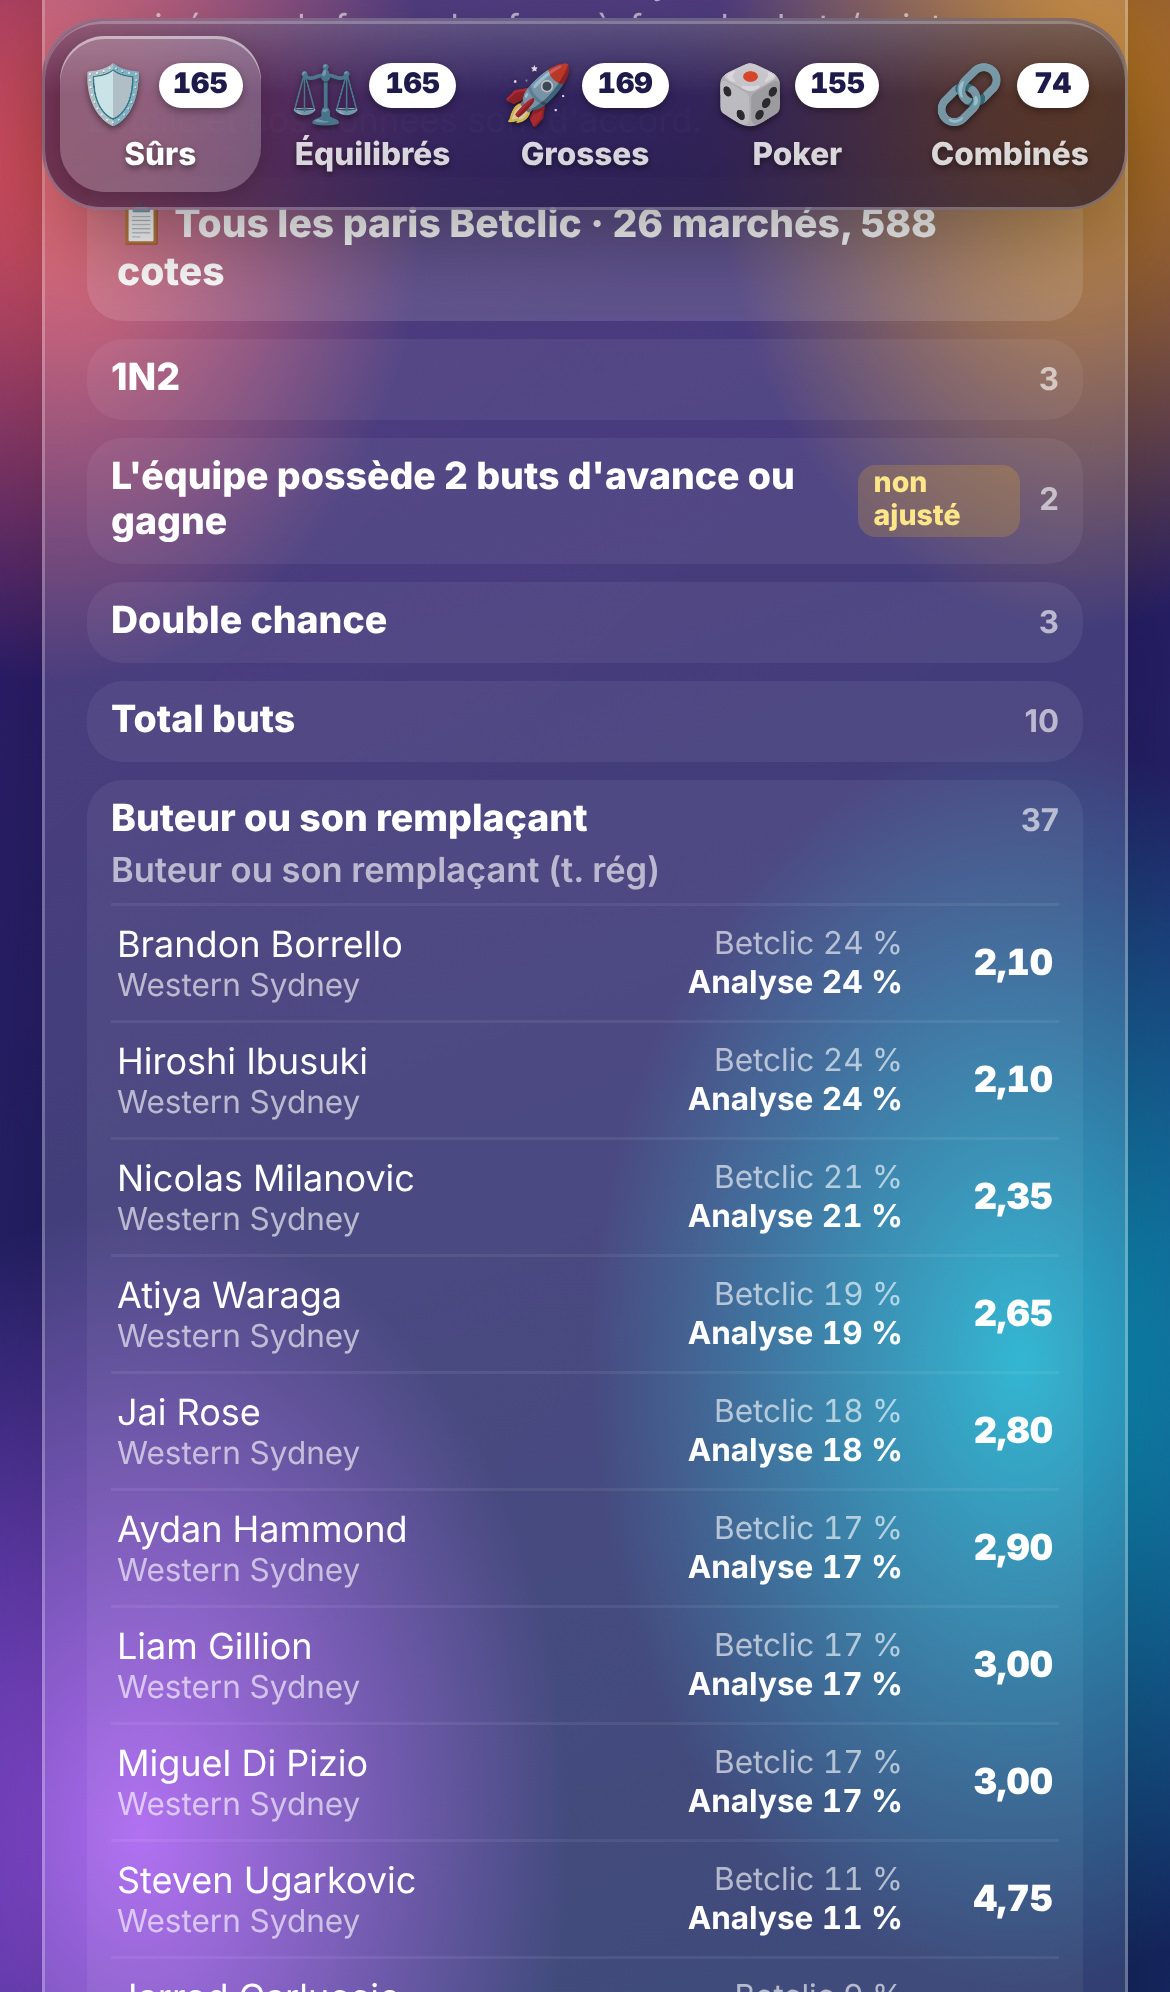 165
Sûrs
165
Équilibrés
169
Grosses
155
Poker
74
Combinés
Tous les paris Betclic · 26 marchés, 588
cotes
1N2
3
L'équipe possède 2 buts d'avance ou
gagne
non
ajusté
2
Double chance
3
Total buts
10
Buteur ou son remplaçant
37
Buteur ou son remplaçant (t. rég)
Brandon Borrello
Western Sydney
Betclic 24 %
Analyse 24 %
2,10
Hiroshi Ibusuki
Western Sydney
Betclic 24 %
Analyse 24 %
2,10
Nicolas Milanovic
Western Sydney
Betclic 21 %
Analyse 21 %
2,35
Atiya Waraga
Western Sydney
Betclic 19 %
Analyse 19 %
2,65
Jai Rose
Western Sydney
Betclic 18 %
Analyse 18 %
2,80
Aydan Hammond
Western Sydney
Betclic 17 %
Analyse 17 %
2,90
Liam Gillion
Western Sydney
Betclic 17 %
Analyse 17 %
3,00
Miguel Di Pizio
Western Sydney
Betclic 17 %
Analyse 17 %
3,00
Steven Ugarkovic
Western Sydney
Betclic 11 %
Analyse 11 %
4,75